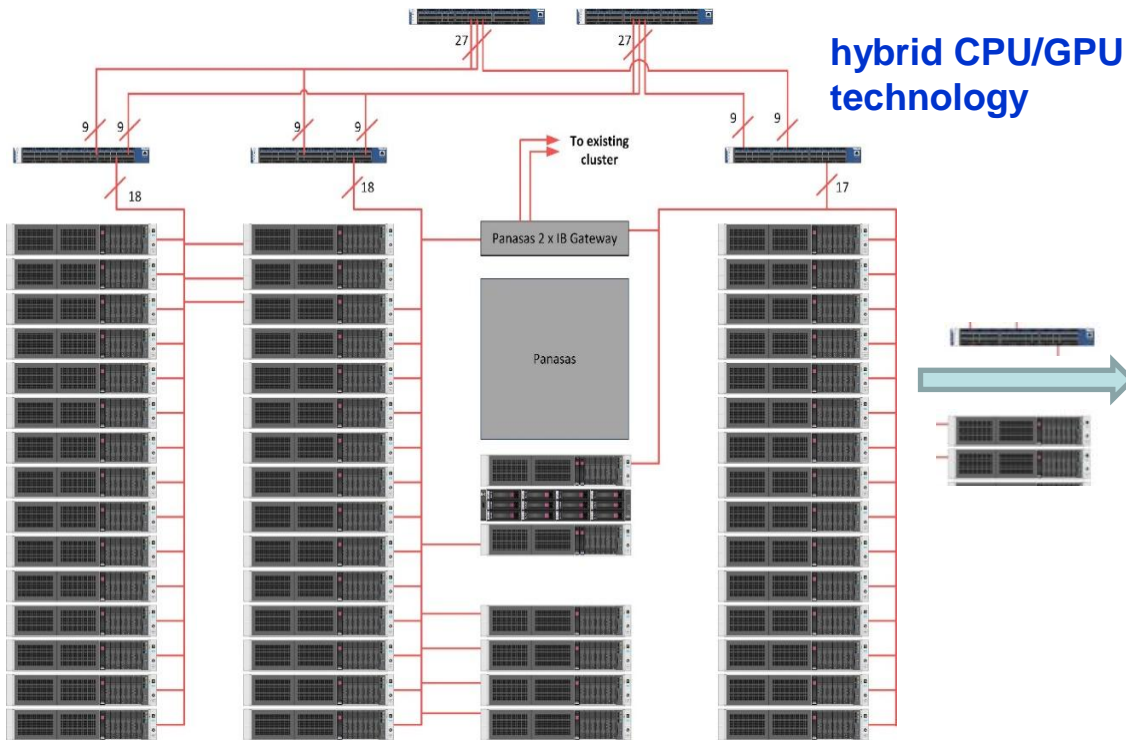 27
27
hybrid CPU/GPU
technology
9
9
9
9
9
9
To existing
cluster
18
18
17
Panasas 2 x IB Gateway
Panasas